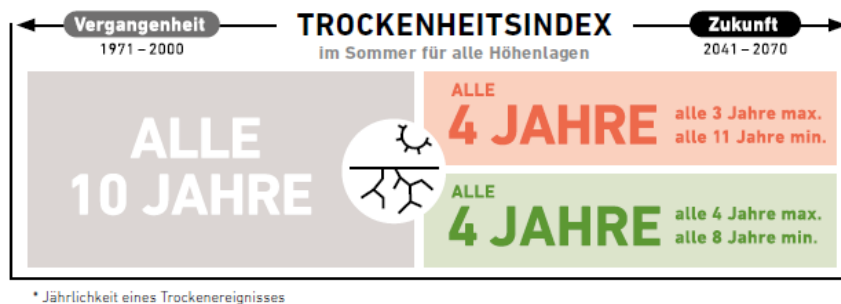 Vergangenheit
1971 – 2000
TROCKENHEITSINDEX
im Sommer für alle Höhenlagen
Zukunft
2041 – 2070
ALLE
10 JAHRE
ALLE
4 JAHRE
alle 3 Jahre max.
alle 11 Jahre min.
ALLE
4 JAHRE
alle 4 Jahre max.
alle 8 Jahre min.
* Jährlichkeit eines Trockenereignisses